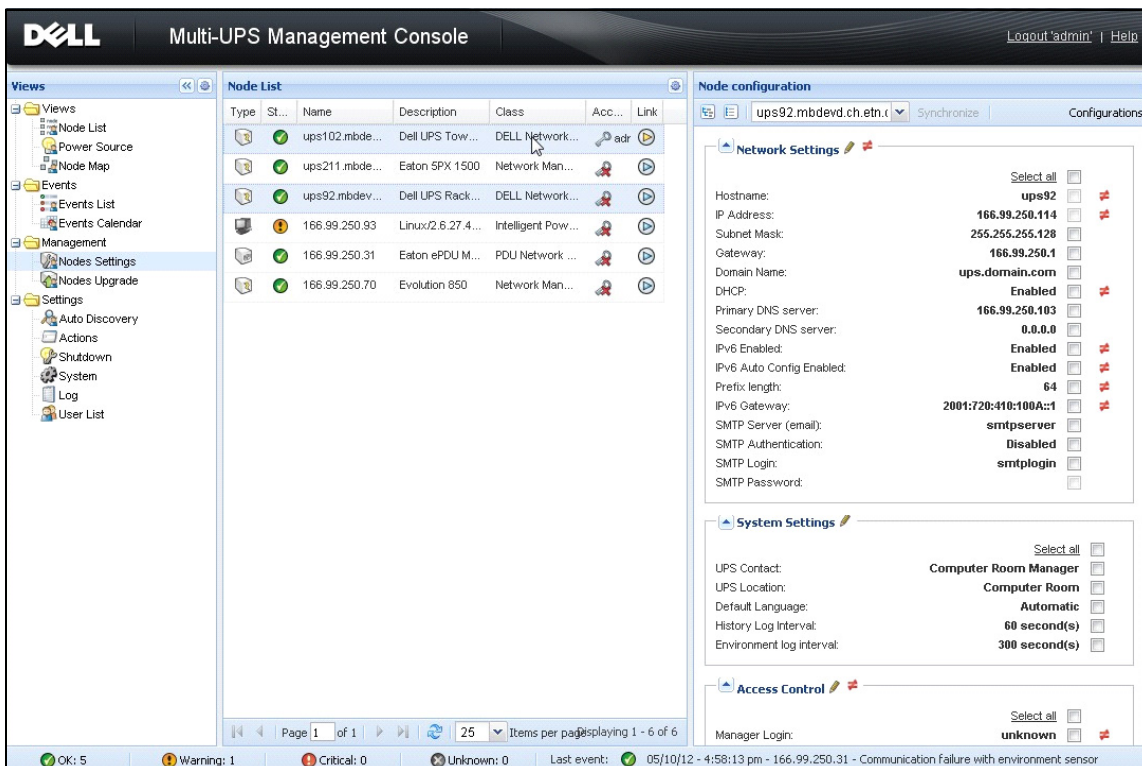 DELL
Multi-UPS Management Console
Logout 'admin' | Help
Views
Views
Node List
Power Source
Node Map
Events
Events List
Events Calendar
Management
Nodes Settings
Nodes Upgrade
Settings
Auto Discovery
Actions
Shutdown
System
Log
User List
Node List
Type St... Name Description Class Acc... Link
ups102.mbde... Dell UPS Tow... DELL Network... adr
ups211.mbde... Eaton 5PX 1500 Network Man...
ups92.mbdev... Dell UPS Rack... DELL Network...
166.99.250.93 Linux/2.6.27.4... Intelligent Pow...
166.99.250.31 Eaton ePDU M... PDU Network ...
166.99.250.70 Evolution 850 Network Man...
Page 1 of 1 25 Items per page Displaying 1 - 6 of 6
Node configuration
ups92.mbdevd.ch.etn.c Synchronize Configurations
Network Settings
Select all
Hostname: ups92
IP Address: 166.99.250.114
Subnet Mask: 255.255.255.128
Gateway: 166.99.250.1
Domain Name: ups.domain.com
DHCP: Enabled
Primary DNS server: 166.99.250.103
Secondary DNS server: 0.0.0.0
IPv6 Enabled: Enabled
IPv6 Auto Config Enabled: Enabled
Prefix length: 64
IPv6 Gateway: 2001:720:410:100A::1
SMTP Server (email): smtpserver
SMTP Authentication: Disabled
SMTP Login: smtplogin
SMTP Password:
System Settings
Select all
UPS Contact: Computer Room Manager
UPS Location: Computer Room
Default Language: Automatic
History Log Interval: 60 second(s)
Environment log interval: 300 second(s)
Access Control
Select all
Manager Login: unknown
OK: 5 Warning: 1 Critical: 0 Unknown: 0 Last event: 05/10/12 - 4:58:13 pm - 166.99.250.31 - Communication failure with environment sensor